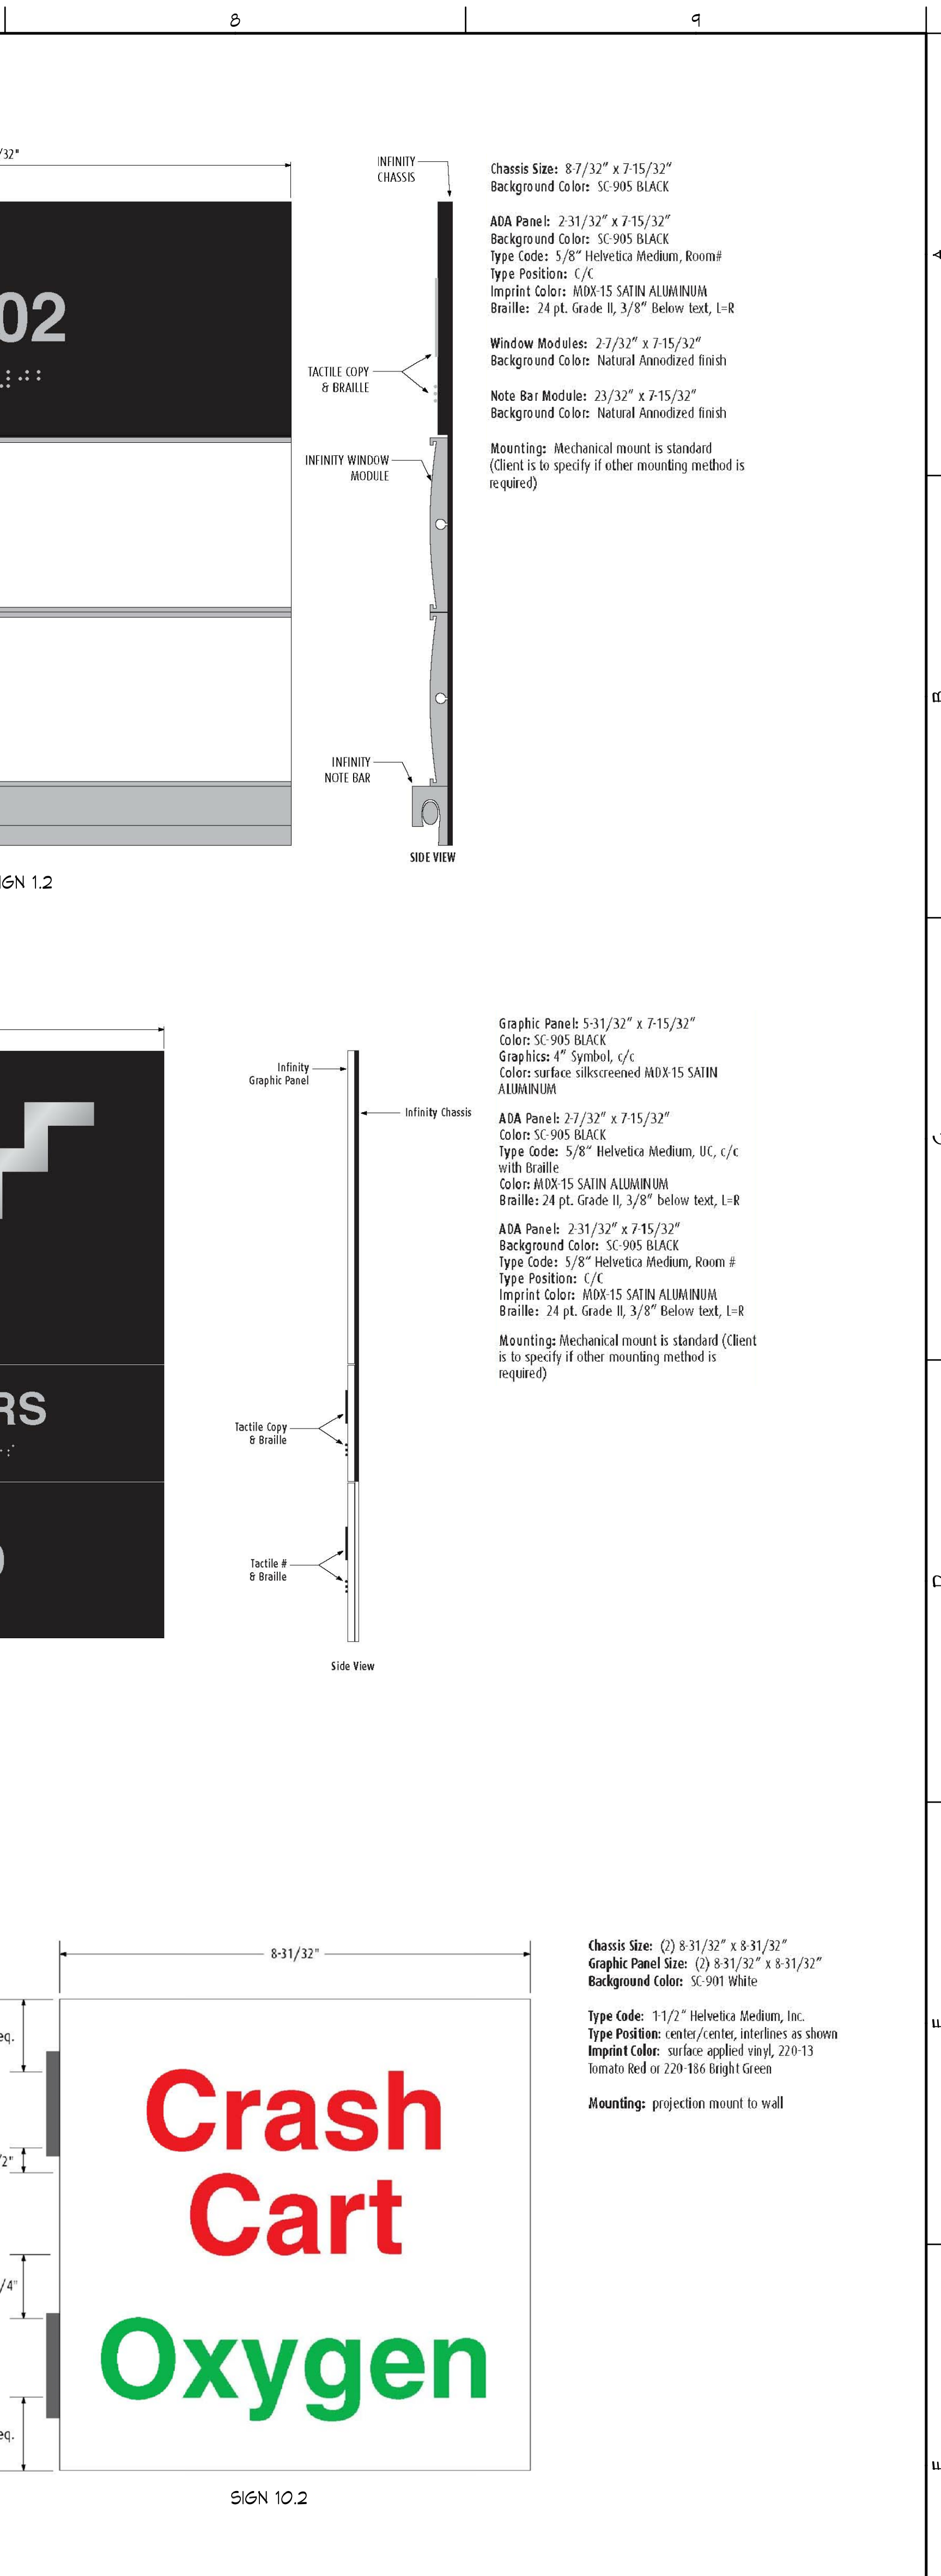 8
9
/32"
INFINITY
CHASSIS
Chassis Size: 8-7/32" x 7-15/32"
Background Color: SC-905 BLACK
A
ADA Panel: 2-31/32" x 7-15/32"
Background Color: SC-905 BLACK
Type Code: 5/8" Helvetica Medium, Room#
Type Position: C/C
Imprint Color: MDX-15 SATIN ALUMINUM
Braille: 24 pt. Grade II, 3/8" Below text, L=R
02
Window Modules: 2-7/32" x 7-15/32"
Background Color: Natural Annodized finish
TACTILE COPY
& BRAILLE
Note Bar Module: 23/32" x 7-15/32"
Background Color: Natural Annodized finish
INFINITY WINDOW
MODULE
Mounting: Mechanical mount is standard
(Client is to specify if other mounting method is
required)
B
INFINITY
NOTE BAR
SIDE VIEW
IGN 1.2
Graphic Panel: 5-31/32" x 7-15/32"
Color: SC-905 BLACK
Graphics: 4" Symbol, c/c
Color: surface silkscreened MDX-15 SATIN
ALUMINUM
Infinity
Graphic Panel
Infinity Chassis
ADA Panel: 2-7/32" x 7-15/32"
Color: SC-905 BLACK
Type Code: 5/8" Helvetica Medium, UC, c/c
with Braille
Color: MDX-15 SATIN ALUMINUM
Braille: 24 pt. Grade II, 3/8" below text, L=R
C
ADA Panel: 2-31/32" x 7-15/32"
Background Color: SC-905 BLACK
Type Code: 5/8" Helvetica Medium, Room #
Type Position: C/C
Imprint Color: MDX-15 SATIN ALUMINUM
Braille: 24 pt. Grade II, 3/8" Below text, L=R
Mounting: Mechanical mount is standard (Client
is to specify if other mounting method is
required)
RS
Tactile Copy
& Braille
Tactile #
& Braille
D
Side View
8-31/32"
Chassis Size: (2) 8-31/32" x 8-31/32"
Graphic Panel Size: (2) 8-31/32" x 8-31/32"
Background Color: SC-901 White
Type Code: 1-1/2" Helvetica Medium, Inc.
Type Position: center/center, interlines as shown
Imprint Color: surface applied vinyl, 220-13
Tomato Red or 220-186 Bright Green
E
Mounting: projection mount to wall
eq.
/2"
/4"
eq.
Crash
Cart
Oxygen
F
SIGN 10.2